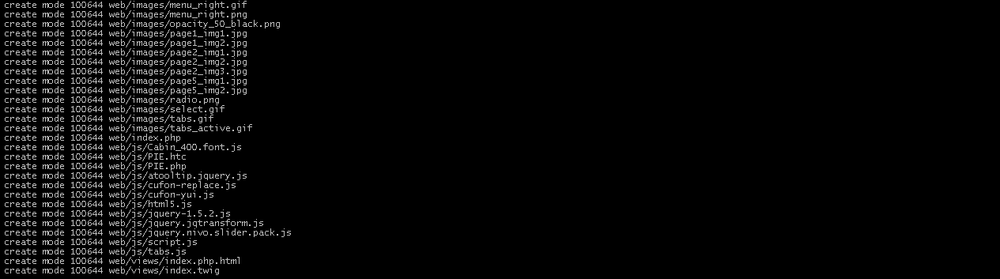 create mode 100644 web/images/menu_right.gif
create mode 100644 web/images/menu_right.png
create mode 100644 web/images/opacity_50_black.png
create mode 100644 web/images/page1_img1.jpg
create mode 100644 web/images/page1_img2.jpg
create mode 100644 web/images/page2_img1.jpg
create mode 100644 web/images/page2_img2.jpg
create mode 100644 web/images/page2_img3.jpg
create mode 100644 web/images/page5_img1.jpg
create mode 100644 web/images/page5_img2.jpg
create mode 100644 web/images/radio.png
create mode 100644 web/images/select.gif
create mode 100644 web/images/tabs.gif
create mode 100644 web/images/tabs_active.gif
create mode 100644 web/index.php
create mode 100644 web/js/Cabin_400.font.js
create mode 100644 web/js/PIE.htc
create mode 100644 web/js/PIE.php
create mode 100644 web/js/atooltip.jquery.js
create mode 100644 web/js/cufon-replace.js
create mode 100644 web/js/cufon-yui.js
create mode 100644 web/js/html5.js
create mode 100644 web/js/jquery-1.5.2.js
create mode 100644 web/js/jquery.jqtransform.js
create mode 100644 web/js/jquery.nivo.slider.pack.js
create mode 100644 web/js/script.js
create mode 100644 web/js/tabs.js
create mode 100644 web/views/index.php.html
create mode 100644 web/views/index.twig